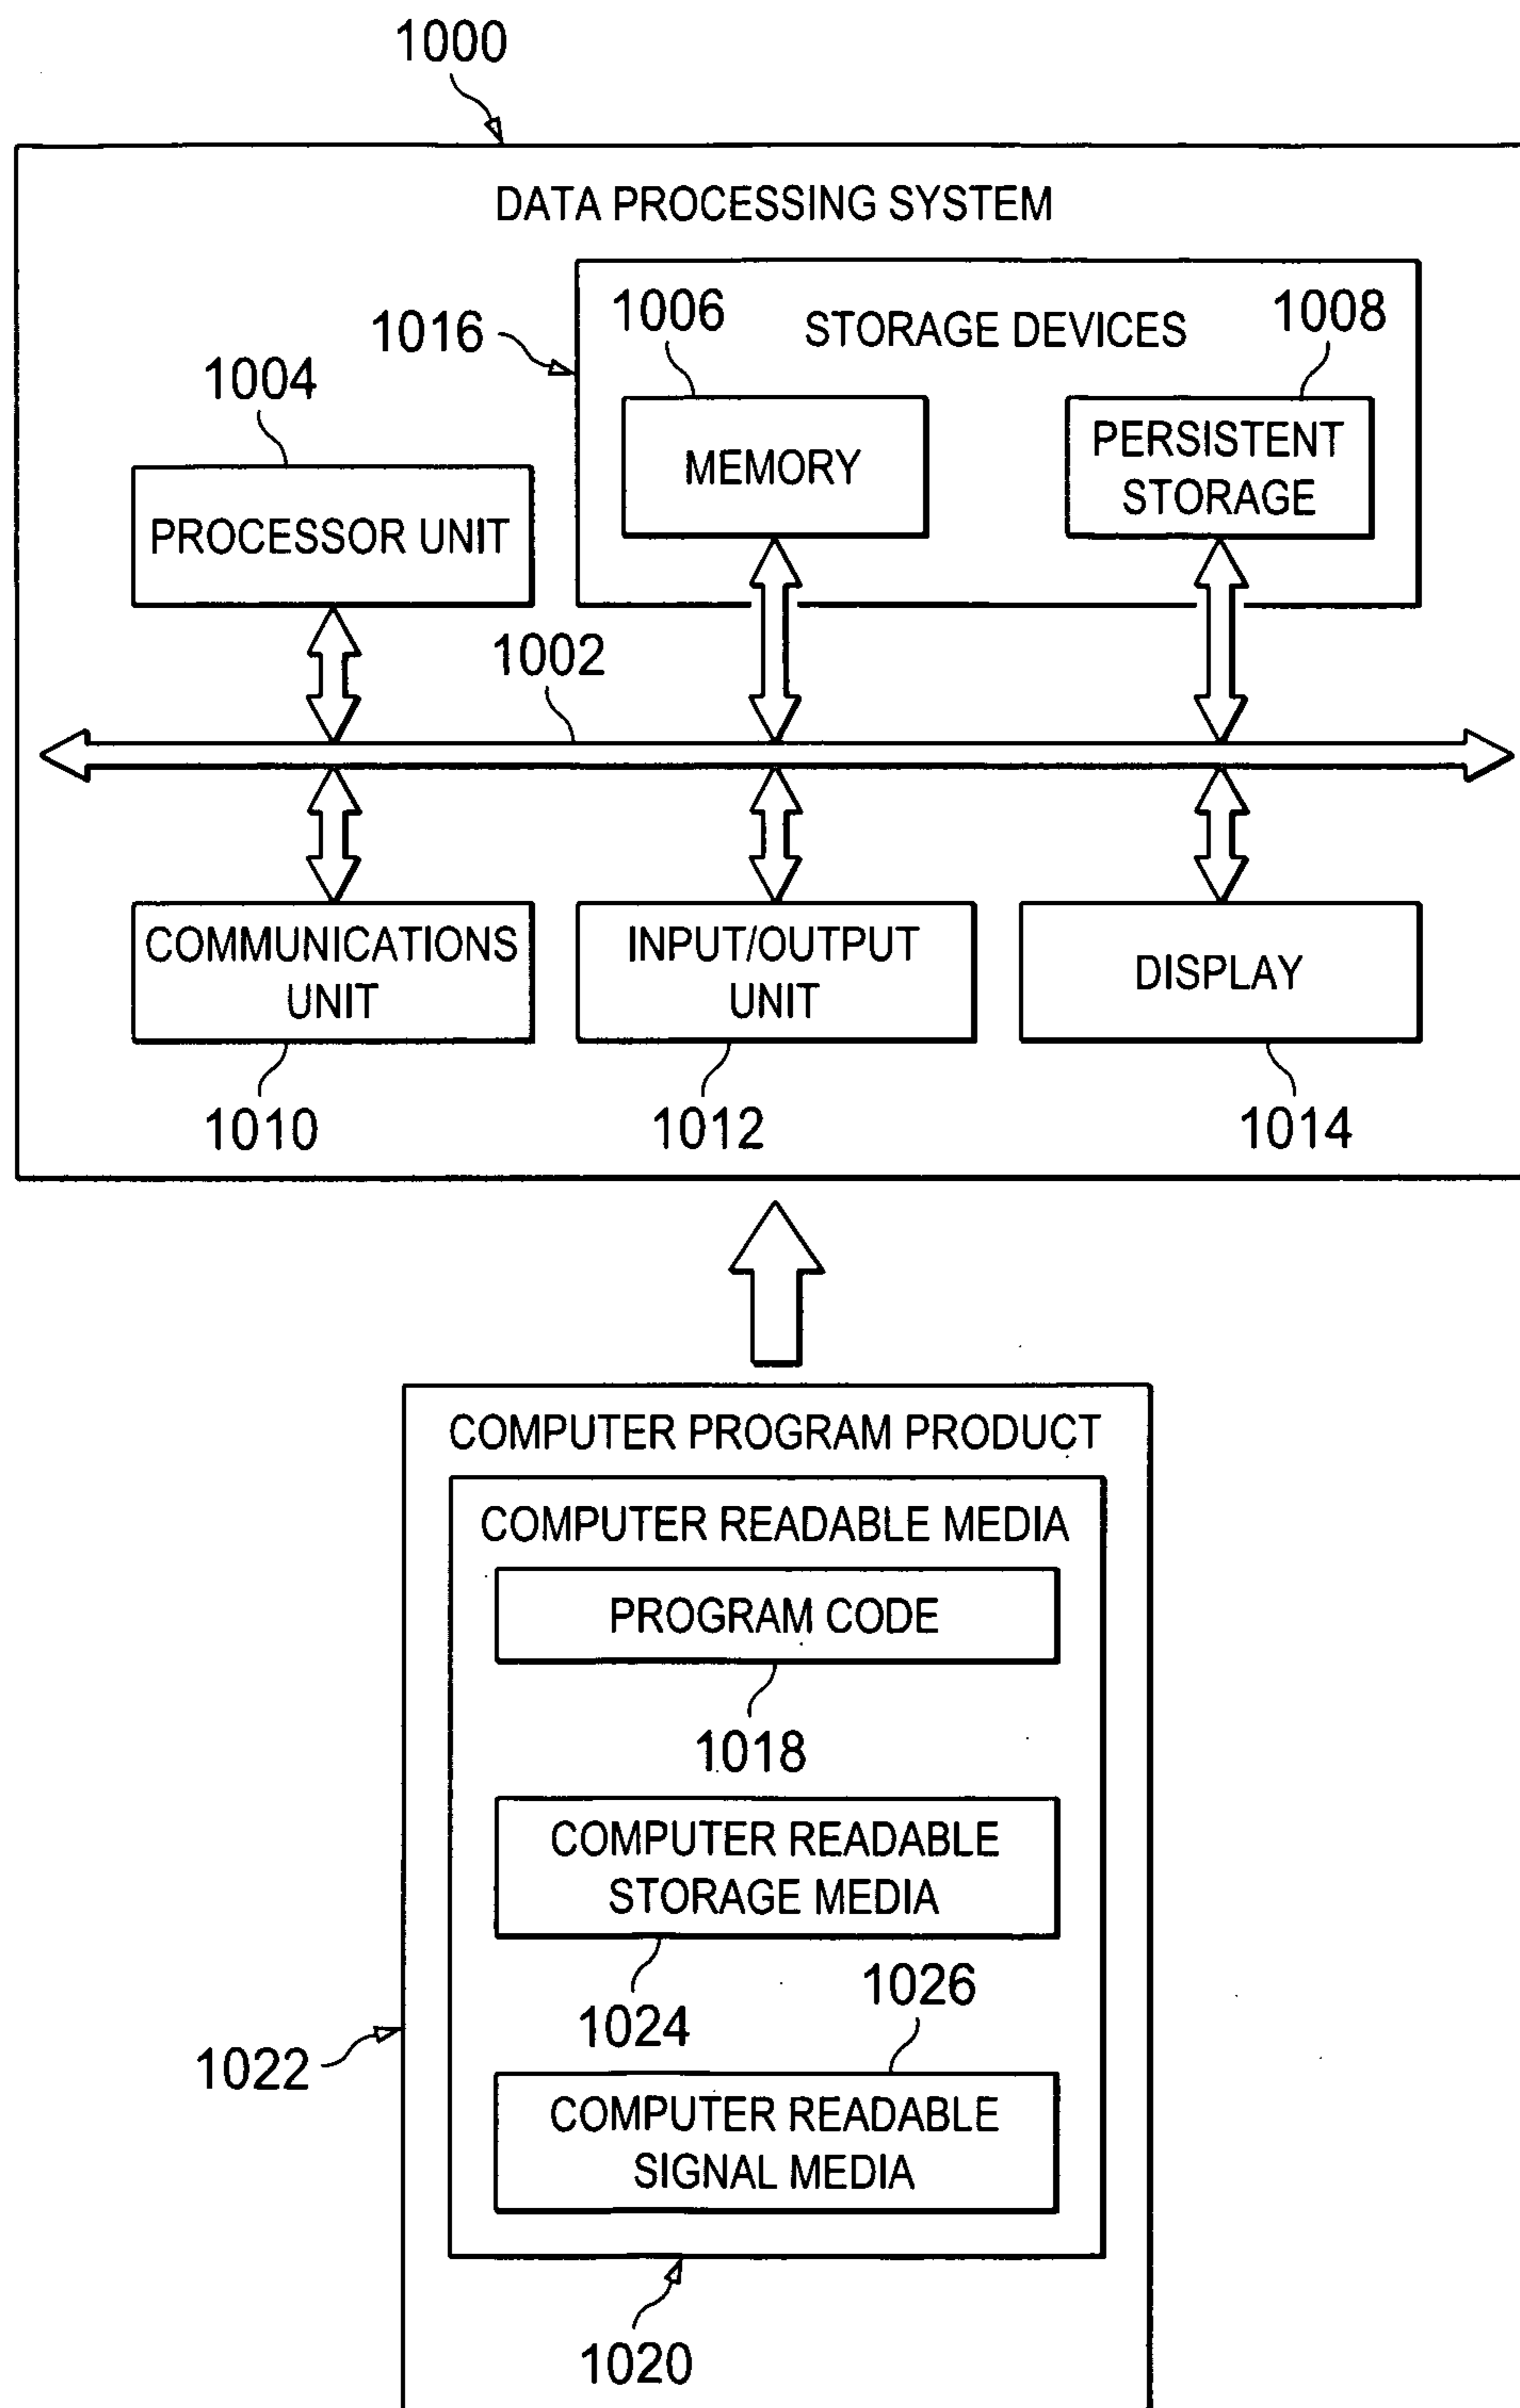 1000
DATA PROCESSING SYSTEM
1016
1006
STORAGE DEVICES
1008
1004
MEMORY
PERSISTENT
STORAGE
PROCESSOR UNIT
1002
COMMUNICATIONS
UNIT
INPUT/OUTPUT
UNIT
DISPLAY
1010
1012
1014
COMPUTER PROGRAM PRODUCT
COMPUTER READABLE MEDIA
PROGRAM CODE
1018
COMPUTER READABLE
STORAGE MEDIA
1024
1026
1022
COMPUTER READABLE
SIGNAL MEDIA
1020